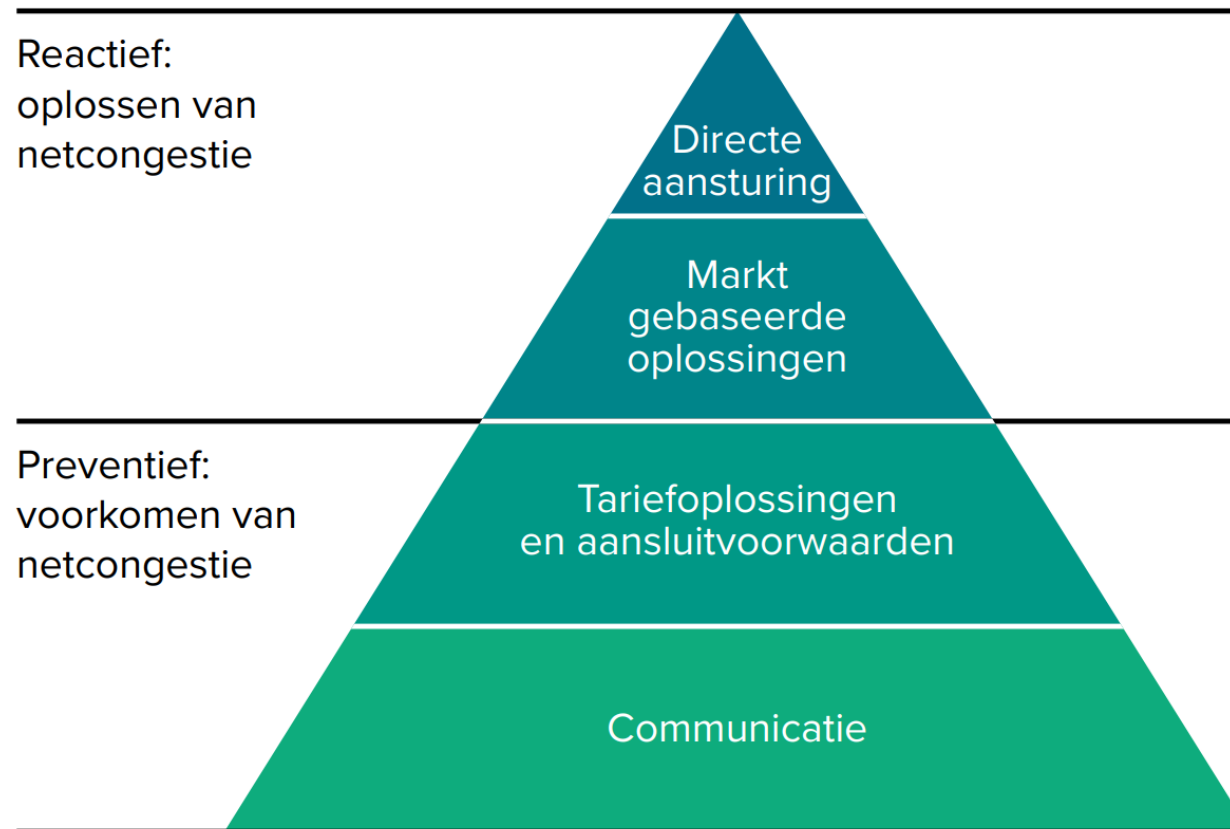 Reactief:
oplossen van
netcongestie
Directe
aansturing
Markt
gebaseerde
oplossingen
Preventief:
voorkomen van
netcongestie
Tariefoplossingen
en aansluitvoorwaarden
Communicatie